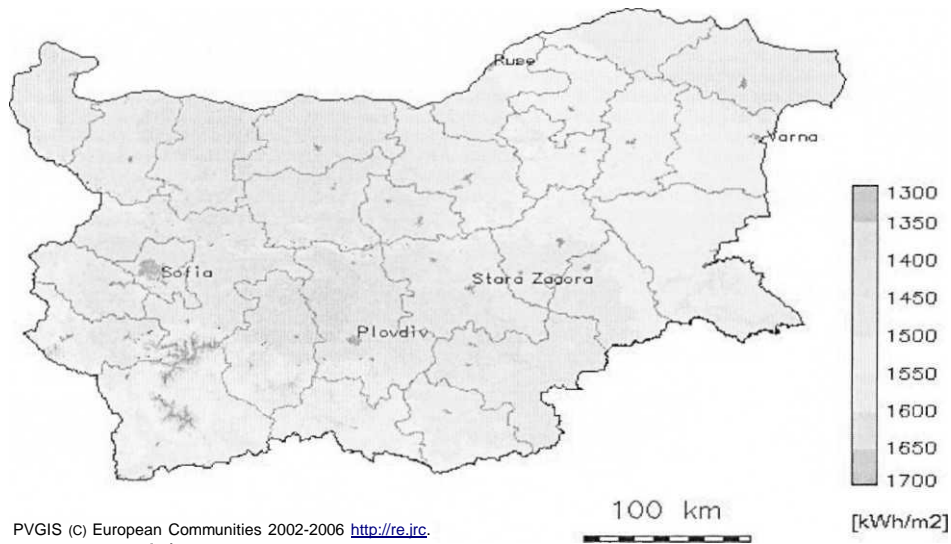 Ruse
Varna
Sofia
Stara Zagora
Plovdiv
1300
1350
1400
1450
1500
1550
1600
1650
1700
[kWh/m2]
100 km
PVGIS (C) European Communities 2002-2006 http://re.jrc.